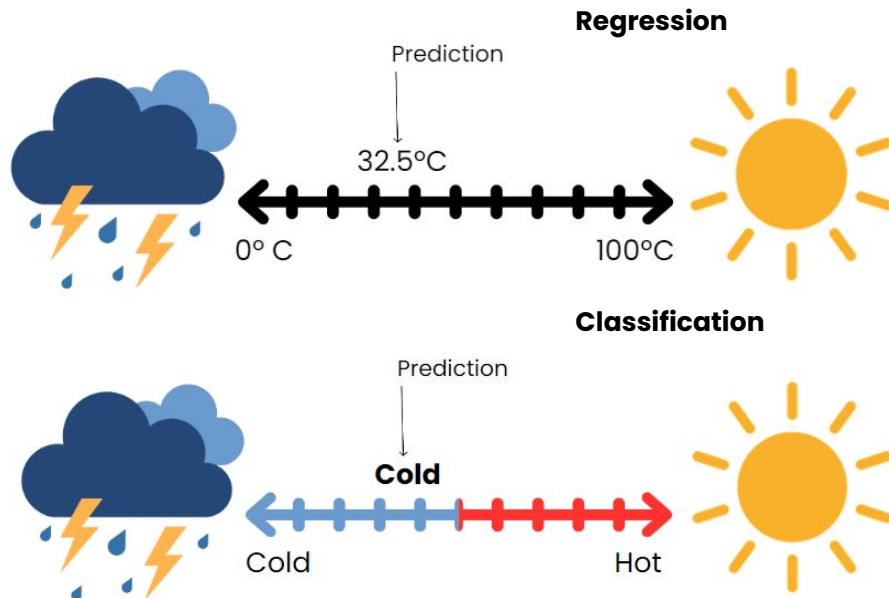 Regression
Prediction
32.5°C
0° C
100°C
Classification
Prediction
Cold
Cold
Hot